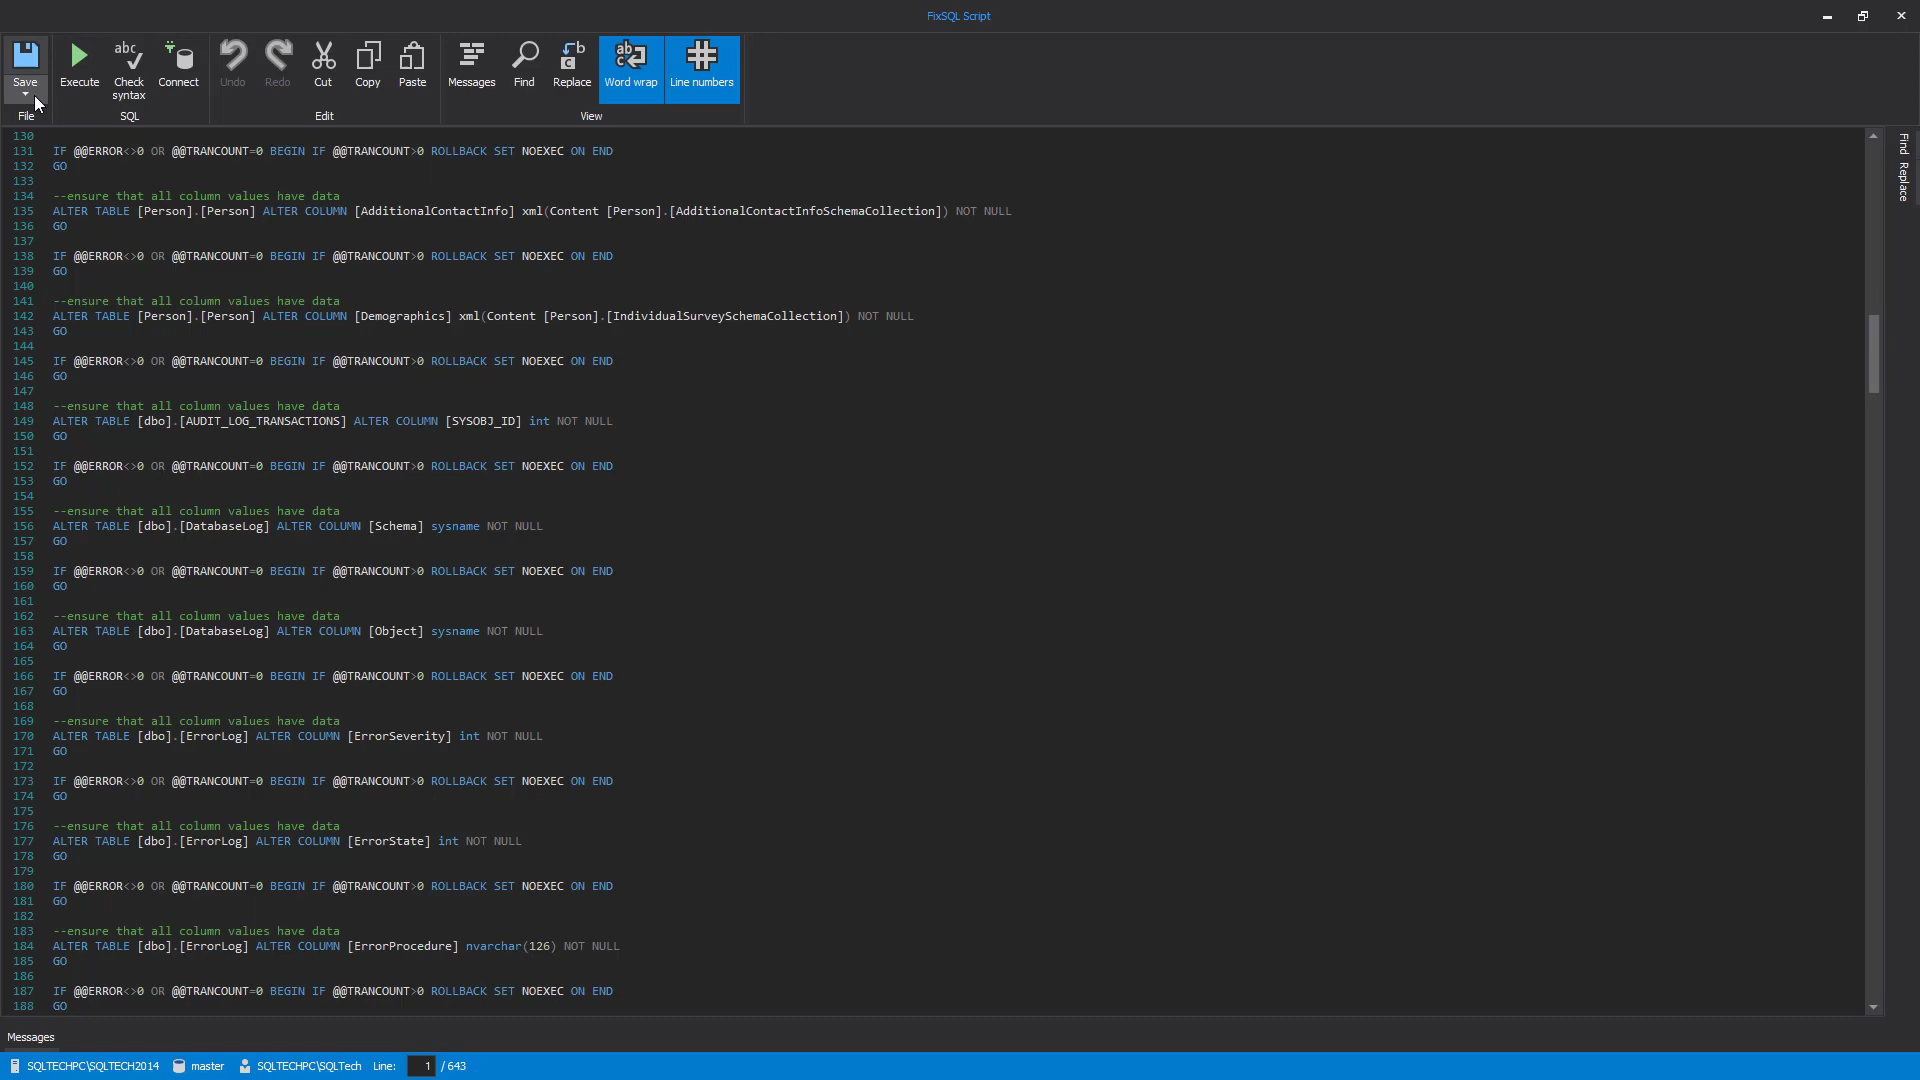 FixSQL Script
Save
Execute
Check
syntax
Connect
Undo
Redo
Cut
Copy
Paste
Messages
Find
Replace
Word wrap
Line numbers
File
SQL
Edit
View
130
131 IF @@ERROR<>0 OR @@TRANCOUNT=0 BEGIN IF @@TRANCOUNT>0 ROLLBACK SET NOEXEC ON END
132 GO
133
134 --ensure that all column values have data
135 ALTER TABLE [Person].[Person] ALTER COLUMN [AdditionalContactInfo] xml(Content [Person].[AdditionalContactInfoSchemaCollection]) NOT NULL
136 GO
137
138 IF @@ERROR<>0 OR @@TRANCOUNT=0 BEGIN IF @@TRANCOUNT>0 ROLLBACK SET NOEXEC ON END
139 GO
140
141 --ensure that all column values have data
142 ALTER TABLE [Person].[Person] ALTER COLUMN [Demographics] xml(Content [Person].[IndividualSurveySchemaCollection]) NOT NULL
143 GO
144
145 IF @@ERROR<>0 OR @@TRANCOUNT=0 BEGIN IF @@TRANCOUNT>0 ROLLBACK SET NOEXEC ON END
146 GO
147
148 --ensure that all column values have data
149 ALTER TABLE [dbo].[AUDIT_LOG_TRANSACTIONS] ALTER COLUMN [SYSOBJ_ID] int NOT NULL
150 GO
151
152 IF @@ERROR<>0 OR @@TRANCOUNT=0 BEGIN IF @@TRANCOUNT>0 ROLLBACK SET NOEXEC ON END
153 GO
154
155 --ensure that all column values have data
156 ALTER TABLE [dbo].[DatabaseLog] ALTER COLUMN [Schema] sysname NOT NULL
157 GO
158
159 IF @@ERROR<>0 OR @@TRANCOUNT=0 BEGIN IF @@TRANCOUNT>0 ROLLBACK SET NOEXEC ON END
160 GO
161
162 --ensure that all column values have data
163 ALTER TABLE [dbo].[DatabaseLog] ALTER COLUMN [Object] sysname NOT NULL
164 GO
165
166 IF @@ERROR<>0 OR @@TRANCOUNT=0 BEGIN IF @@TRANCOUNT>0 ROLLBACK SET NOEXEC ON END
167 GO
168
169 --ensure that all column values have data
170 ALTER TABLE [dbo].[ErrorLog] ALTER COLUMN [ErrorSeverity] int NOT NULL
171 GO
172
173 IF @@ERROR<>0 OR @@TRANCOUNT=0 BEGIN IF @@TRANCOUNT>0 ROLLBACK SET NOEXEC ON END
174 GO
175
176 --ensure that all column values have data
177 ALTER TABLE [dbo].[ErrorLog] ALTER COLUMN [ErrorState] int NOT NULL
178 GO
179
180 IF @@ERROR<>0 OR @@TRANCOUNT=0 BEGIN IF @@TRANCOUNT>0 ROLLBACK SET NOEXEC ON END
181 GO
182
183 --ensure that all column values have data
184 ALTER TABLE [dbo].[ErrorLog] ALTER COLUMN [ErrorProcedure] nvarchar(126) NOT NULL
185 GO
186
187 IF @@ERROR<>0 OR @@TRANCOUNT=0 BEGIN IF @@TRANCOUNT>0 ROLLBACK SET NOEXEC ON END
188 GO
Find Replace
Messages
SQLTECHPC\SQLTECH2014 master SQLTECHPC\SQLTech Line: 1 / 643